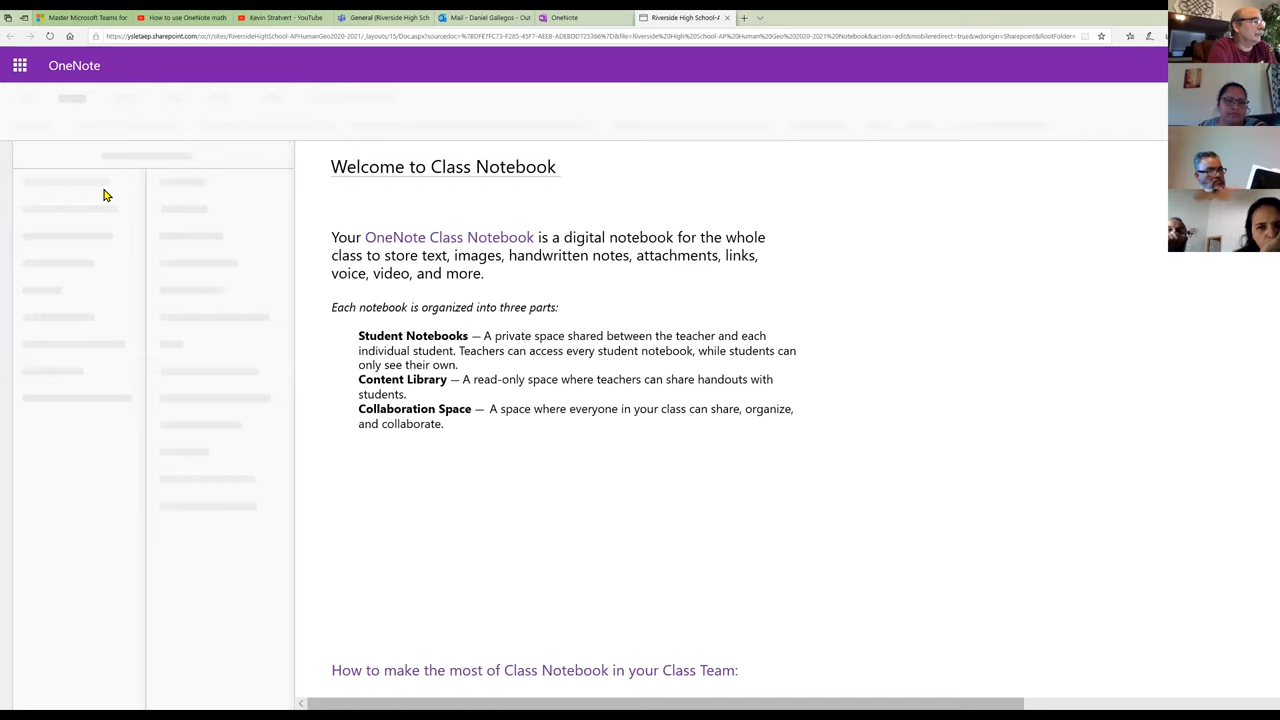 Master Microsoft Teams for
How to use OneNote math
Kevin Stratvert - YouTube
General (Riverside High Sch
Mail - Daniel Gallegos - Out
OneNote
Riverside High School-A
OneNote
Welcome to Class Notebook
Your OneNote Class Notebook is a digital notebook for the whole
class to store text, images, handwritten notes, attachments, links,
voice, video, and more.
Each notebook is organized into three parts:
Student Notebooks — A private space shared between the teacher and each
individual student. Teachers can access every student notebook, while students can
only see their own.
Content Library — A read-only space where teachers can share handouts with
students.
Collaboration Space — A space where everyone in your class can share, organize,
and collaborate.
How to make the most of Class Notebook in your Class Team: